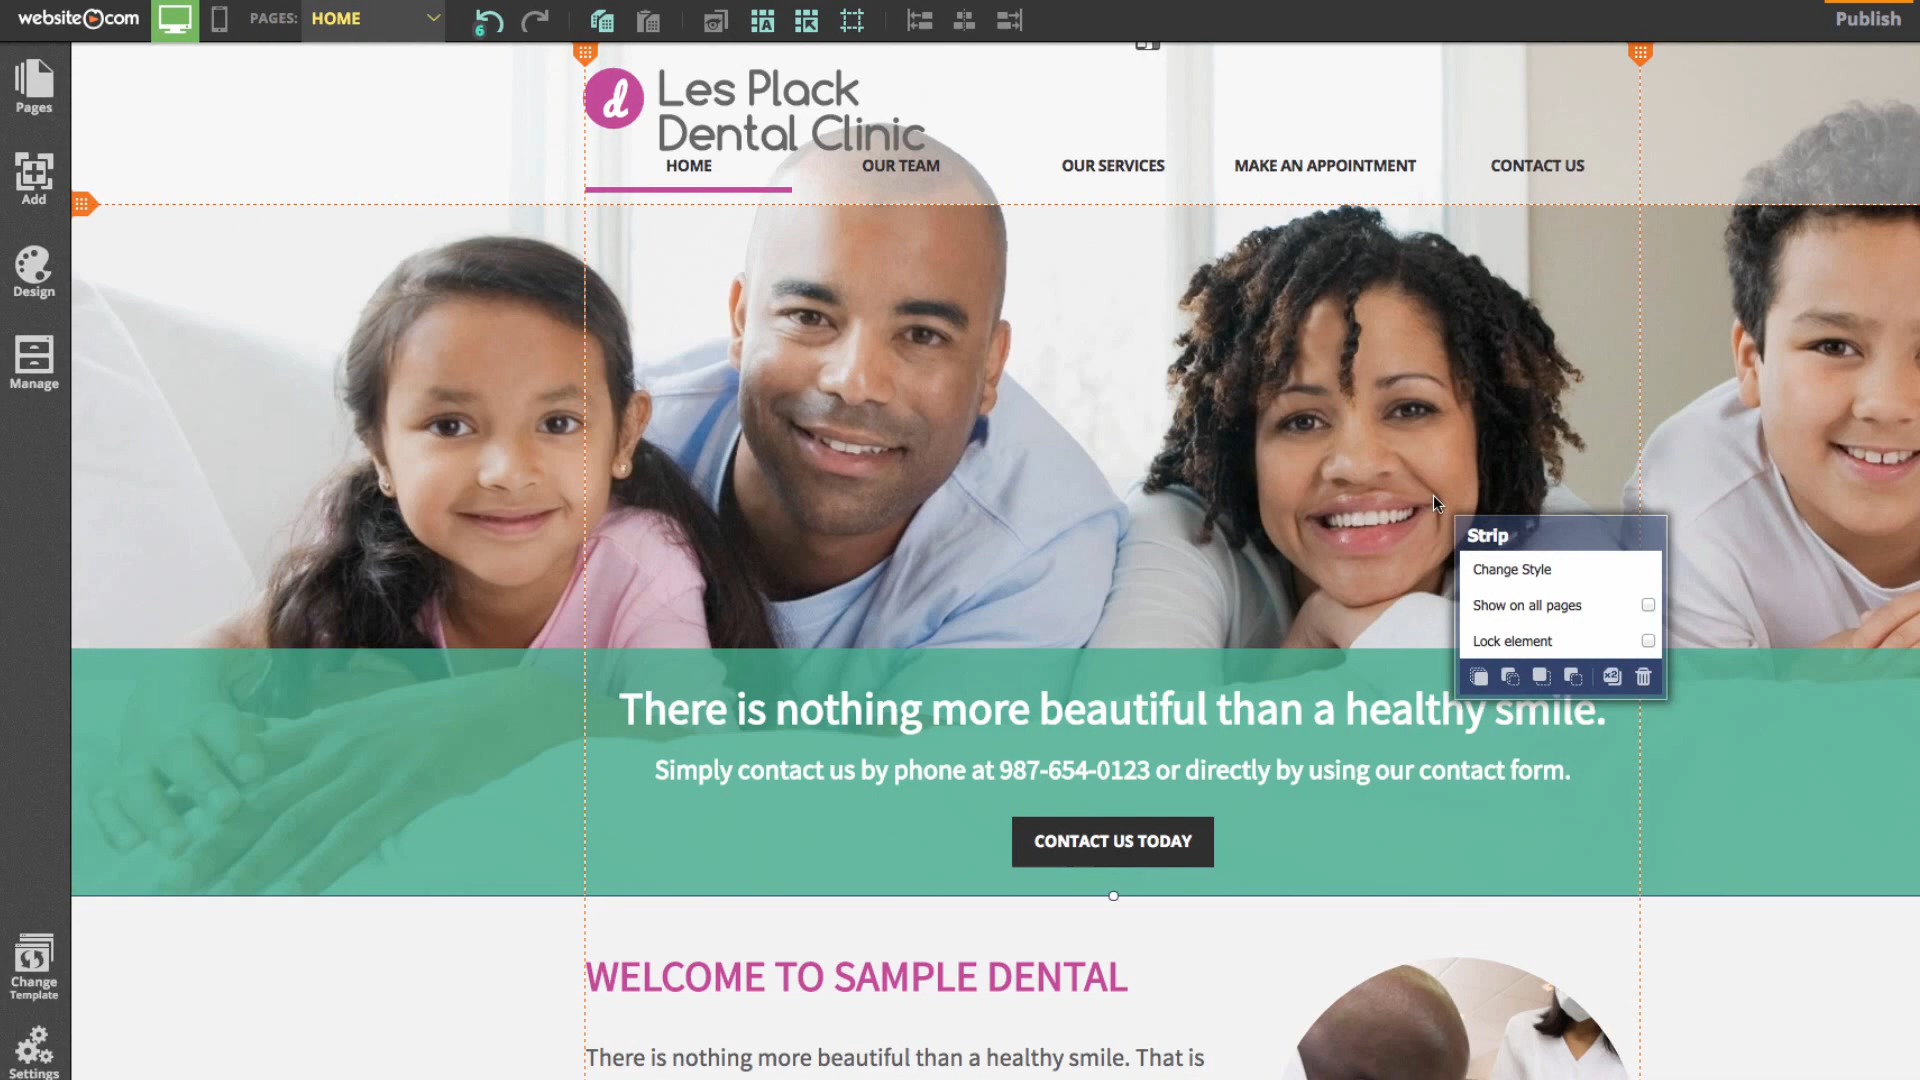 website.com
PAGES: HOME
6
Publish
Pages
Add
Design
Manage
Change
Template
Settings
d
Les Plack
Dental Clinic
HOME OUR TEAM OUR SERVICES MAKE AN APPOINTMENT CONTACT US
Strip
Change Style
Show on all pages
Lock element
x2
There is nothing more beautiful than a healthy smile.
Simply contact us by phone at 987-654-0123 or directly by using our contact form.
CONTACT US TODAY
WELCOME TO SAMPLE DENTAL
There is nothing more beautiful than a healthy smile. That is